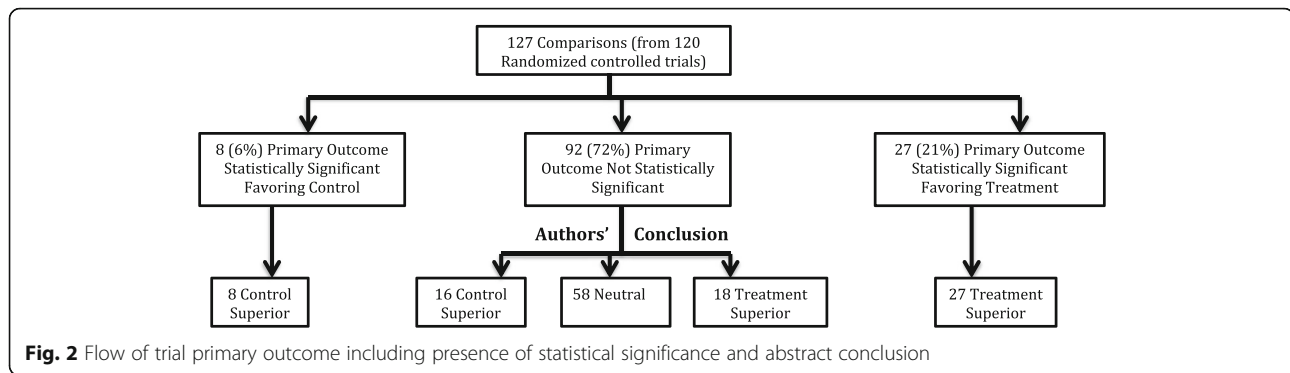 127 Comparisons (from 120
Randomized controlled trials)
8 (6%) Primary Outcome
Statistically Significant
Favoring Control
92 (72%) Primary
Outcome Not Statistically
Significant
27 (21%) Primary Outcome
Statistically Significant
Favoring Treatment
Authors' Conclusion
8 Control
Superior
16 Control
Superior
58 Neutral
18 Treatment
Superior
27 Treatment
Superior
Fig. 2 Flow of trial primary outcome including presence of statistical significance and abstract conclusion